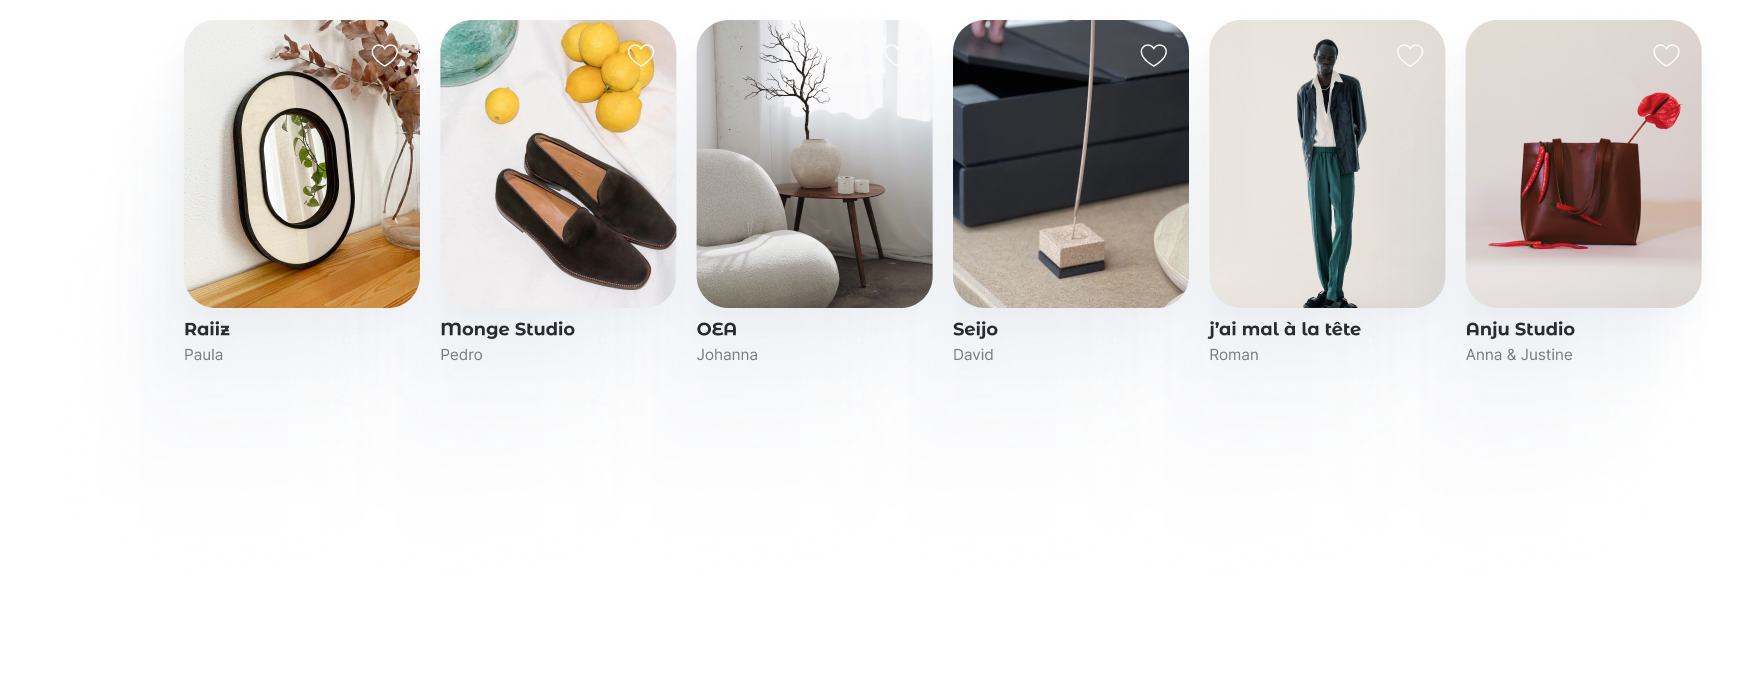 Raiiz
Paula
Monge Studio
Pedro
OEA
Johanna
Seijo
David
j'ai mal à la tête
Roman
Anju Studio
Anna & Justine